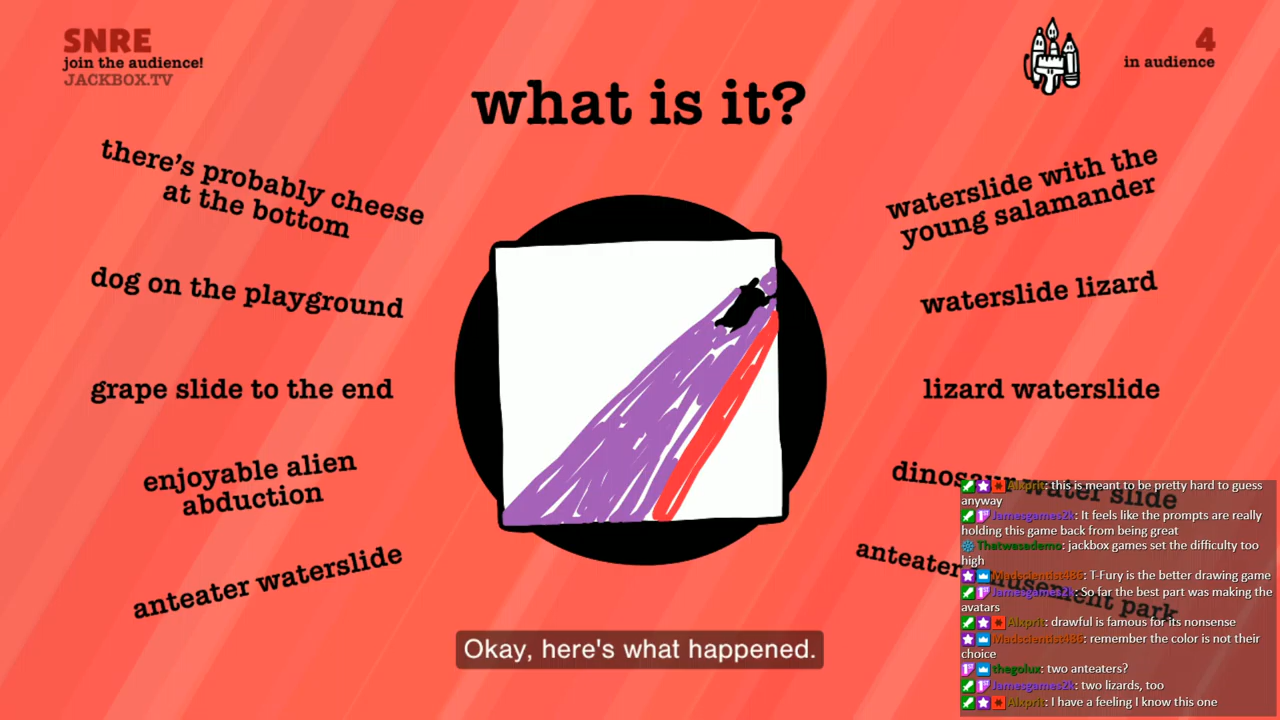 SNRE
join the audience!
JACKBOX.TV
4
in audience
what is it?
there's probably cheese
at the bottom
dog on the playground
grape slide to the end
enjoyable alien
abduction
anteater waterslide
waterslide with the
young salamander
waterslide lizard
lizard waterslide
dinosaur water slide
anteater amusement park
Okay, here's what happened.
Alxprit: this is meant to be pretty hard to guess
anyway
Jamesgames2k: It feels like the prompts are really
holding this game back from being great
Thatwasademo: jackbox games set the difficulty too
high
Madscientist486: T-Fury is the better drawing game
Jamesgames2k: So far the best part was making the
avatars
Alxprit: drawful is famous for its nonsense
Madscientist486: remember the color is not their
choice
thegolux: two anteaters?
Jamesgames2k: two lizards, too
Alxprit: I have a feeling I know this one